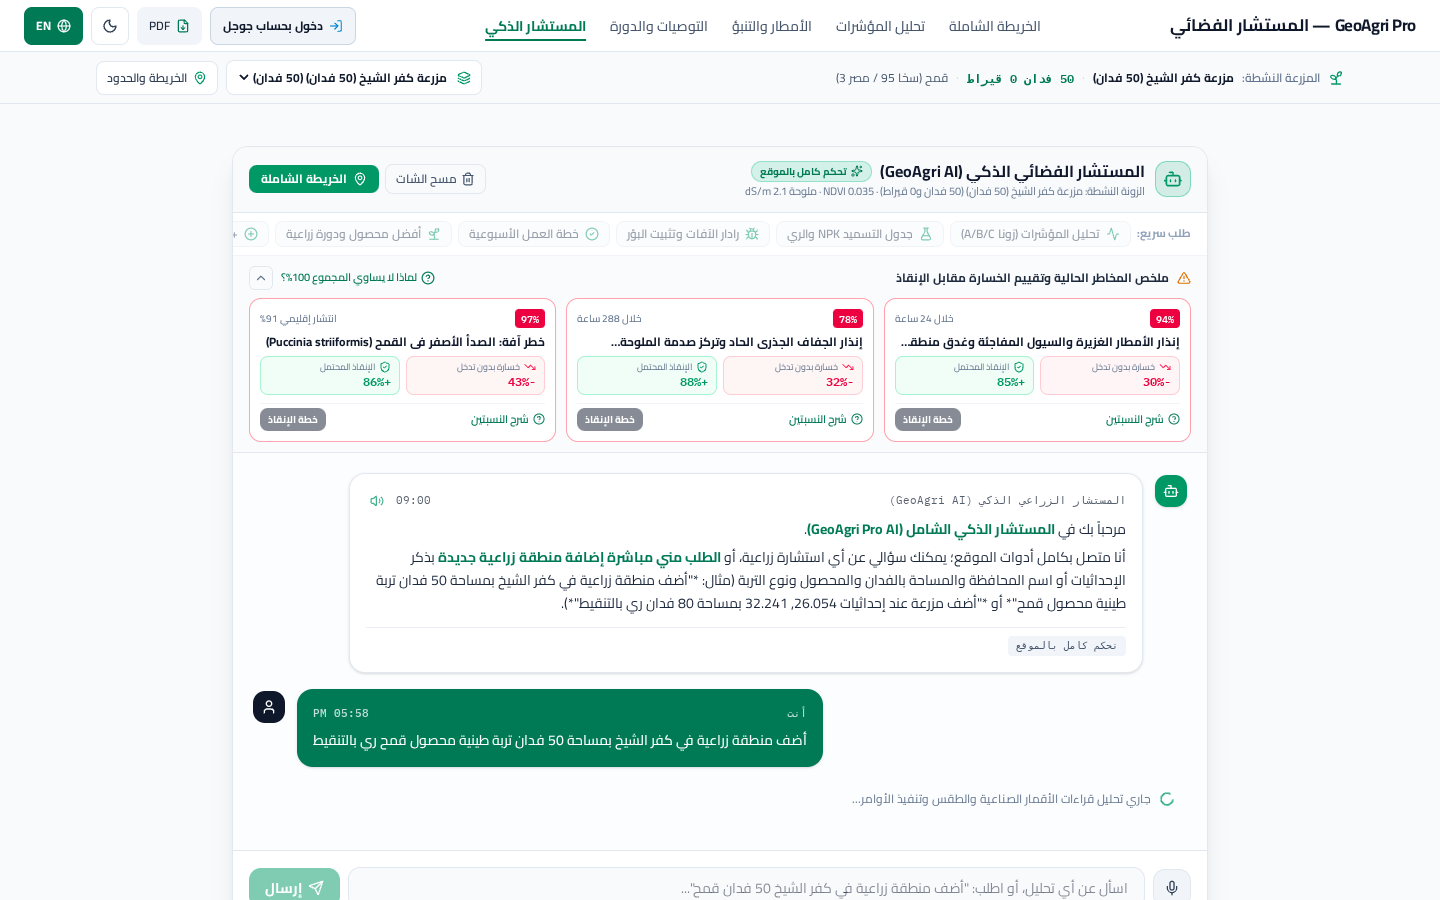 GeoAgri Pro — المستشار الفضائي
الخريطة الشاملة
تحليل المؤشرات
الأمطار والتنبؤ
التوصيات والدورة
المستشار الذكي
دخول بحساب جوجل
PDF
EN
المزرعة النشطة: مزرعة كفر الشيخ (50 فدان) · 50 فدان 0 قيراط · قمح (سخا 95 / مصر 3)
مزرعة كفر الشيخ (50 فدان) (50 فدان)
الخريطة والحدود
المستشار الفضائي الذكي (GeoAgri AI)
تحكم كامل بالموقع
الزونة النشطة: مزرعة كفر الشيخ (50 فدان) (50 فدان و0 قيراط) · NDVI 0.035 · ملوحة 2.1 dS/m
مسح الشات
الخريطة الشاملة
طلب سريع:
تحليل المؤشرات (زونا A/B/C)
جدول التسميد NPK والري
رادار الآفات وتثبيت البؤر
خطة العمل الأسبوعية
أفضل محصول ودورة زراعية
+
ملخص المخاطر الحالية وتقييم الخسارة مقابل الإنقاذ
لماذا لا يساوي المجموع 100%؟
94%
خلال 24 ساعة
إنذار الأمطار الغزيرة والسيول المفاجئة وغدق منطقـ...
خسارة بدون تدخل
-30%
الإنقاذ المحتمل
+85%
شرح النسبتين
خطة الإنقاذ
78%
خلال 288 ساعة
إنذار الجفاف الجذري الحاد وتركز صدمة الملوحة...
خسارة بدون تدخل
-32%
الإنقاذ المحتمل
+88%
شرح النسبتين
خطة الإنقاذ
97%
انتشار إقليمي 91%
خطر آفة: الصدأ الأصفر في القمح (Puccinia striiformis)
خسارة بدون تدخل
-43%
الإنقاذ المحتمل
+86%
شرح النسبتين
خطة الإنقاذ
المستشار الزراعي الذكي (GeoAgri AI)
09:00
مرحباً بك في المستشار الذكي الشامل (GeoAgri Pro AI).
أنا متصل بكامل أدوات الموقع؛ يمكنك سؤالي عن أي استشارة زراعية، أو الطلب مني مباشرة إضافة منطقة زراعية جديدة بذكر
الإحداثيات أو اسم المحافظة والمساحة بالفدان والمحصول ونوع التربة (مثال: *"أضف منطقة زراعية في كفر الشيخ بمساحة 50 فدان تربة
طينية محصول قمح"* أو *"أضف مزرعة عند إحداثيات 26.054, 32.241 بمساحة 80 فدان ري بالتنقيط"*).
تحكم كامل بالموقع
أنت
05:58 PM
أضف منطقة زراعية في كفر الشيخ بمساحة 50 فدان تربة طينية محصول قمح ري بالتنقيط
جاري تحليل قراءات الأقمار الصناعية والطقس وتنفيذ الأوامر...
اسأل عن أي تحليل، أو اطلب: "أضف منطقة زراعية في كفر الشيخ 50 فدان قمح"...
إرسال